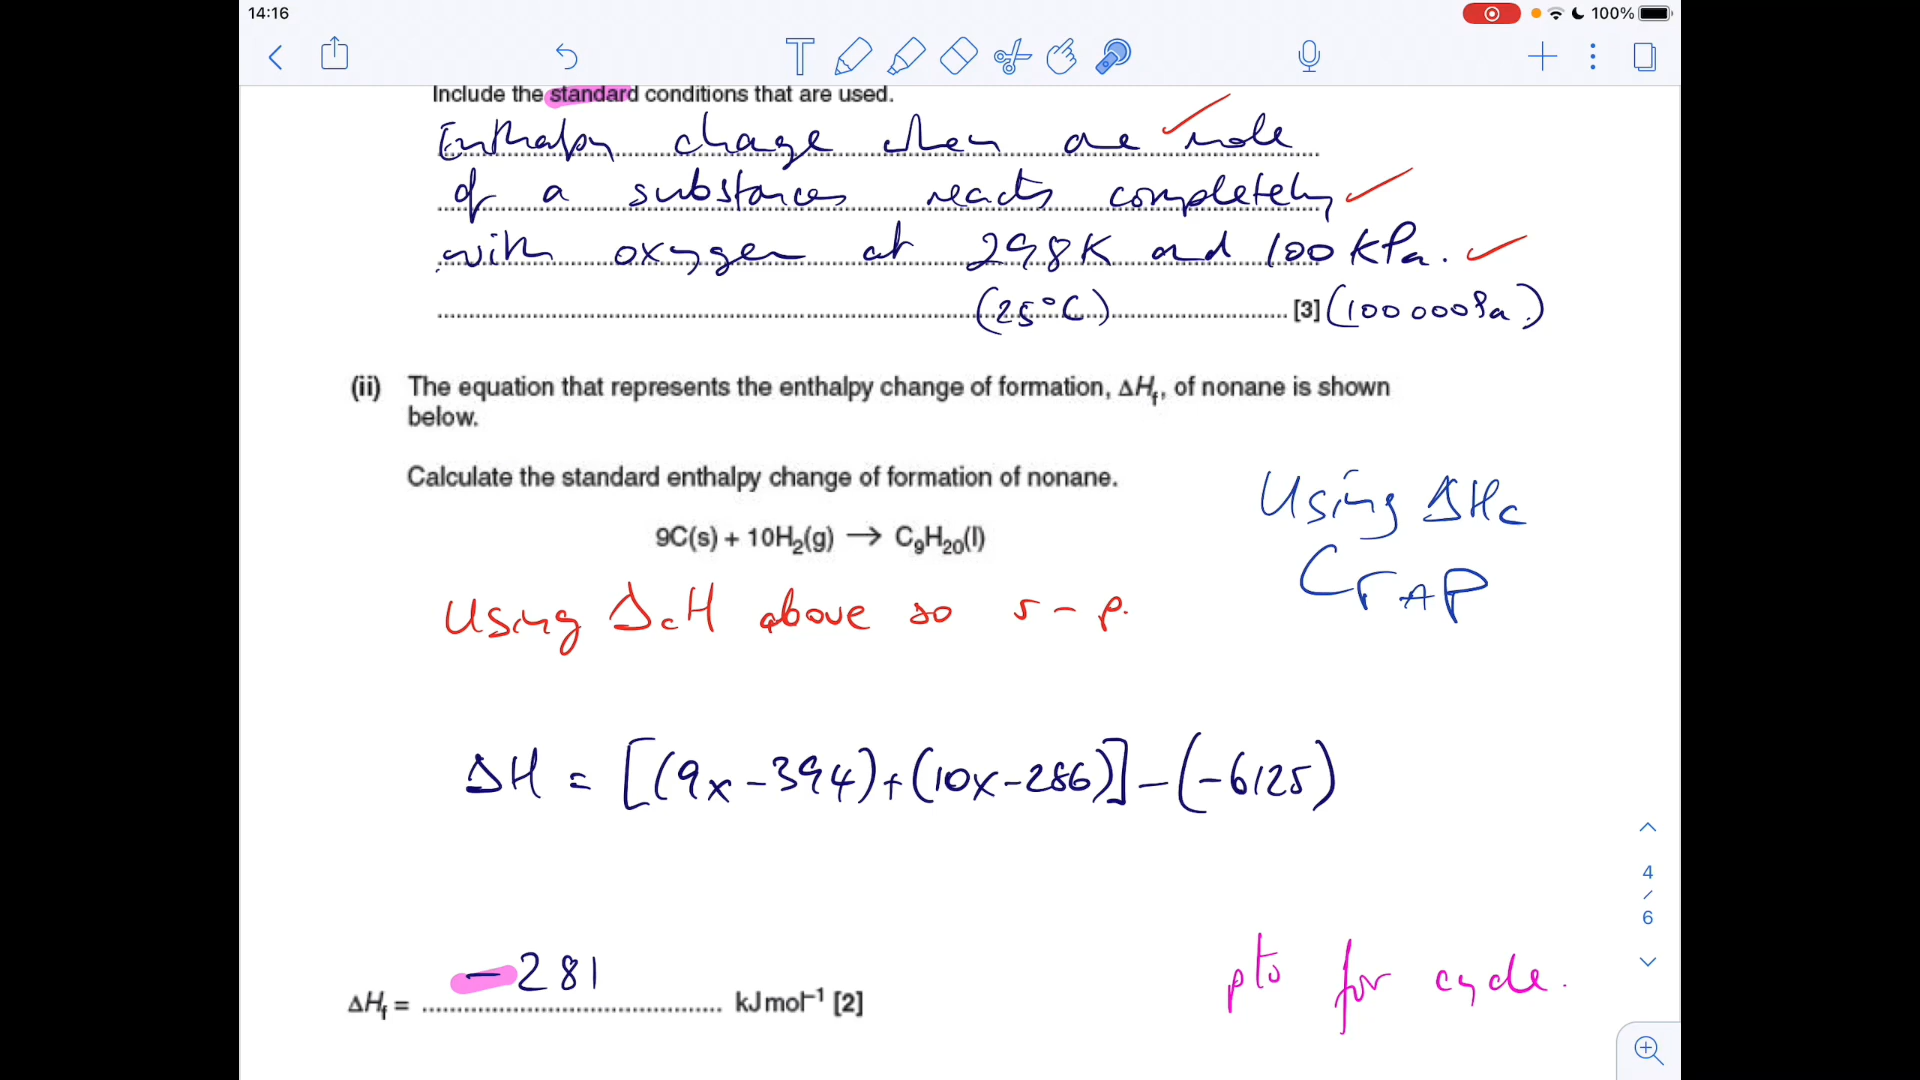 14:16
100%
Include the standard conditions that are used.
Enthalpy change when one mole
of a substances reacts completely
with oxygen at 298K and 100 kPa.
(25°C) [3] (100 000 Pa)
(ii) The equation that represents the enthalpy change of formation, ΔHf, of nonane is shown
below.
Calculate the standard enthalpy change of formation of nonane.
Using ΔHc
9C(s) + 10H₂(g) → C₉H₂₀(l)
CrAP
Using ΔcH above so r – p.
ΔH = [(9x–394)+(10x–286)] – (–6125)
4
/
6
–281
pto for cycle.
ΔHf = ........................................ kJ mol⁻¹ [2]